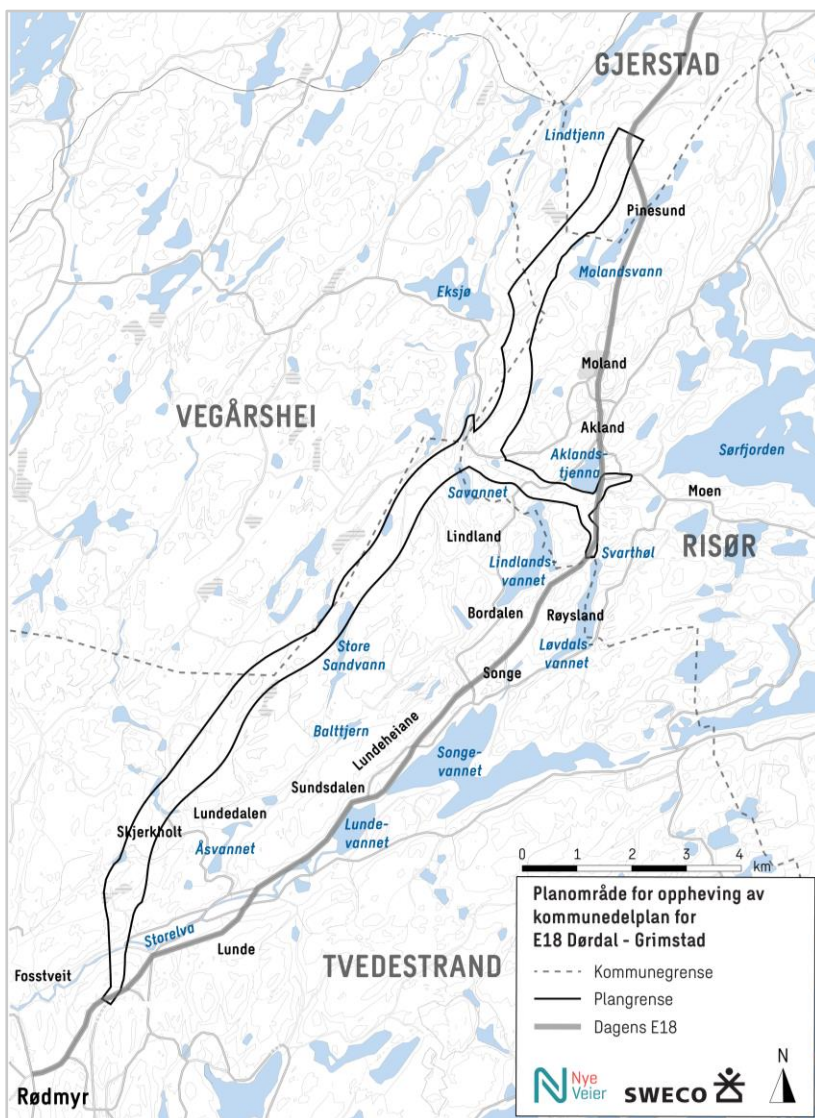 GJERSTAD
Lindtjenn
Pinesund
Molandsvann
Eksjø
Moland
VEGÅRSHEI
Akland
Aklands-
tjenna
Sørfjorden
Savannet
Moen
Lindland
RISØR
Svarthøl
Lindlands-
vannet
Bordalen
Røysland
Store
Sandvann
Løvdals-
vannet
Songe
Balttjern
Lundeheiane
Songe-
vannet
Sundsdalen
Lundedalen
Skjerkholt
Lunde-
vannet
Åsvannet
0 1 2 3 4
km
Storelva
Lunde
TVEDESTRAND
Fosstveit
Rødmyr
Planområde for oppheving av
kommunedelplan for
E18 Dørdal - Grimstad
Kommunegrense
Plangrense
Dagens E18
N
Nye
Veier
SWECO